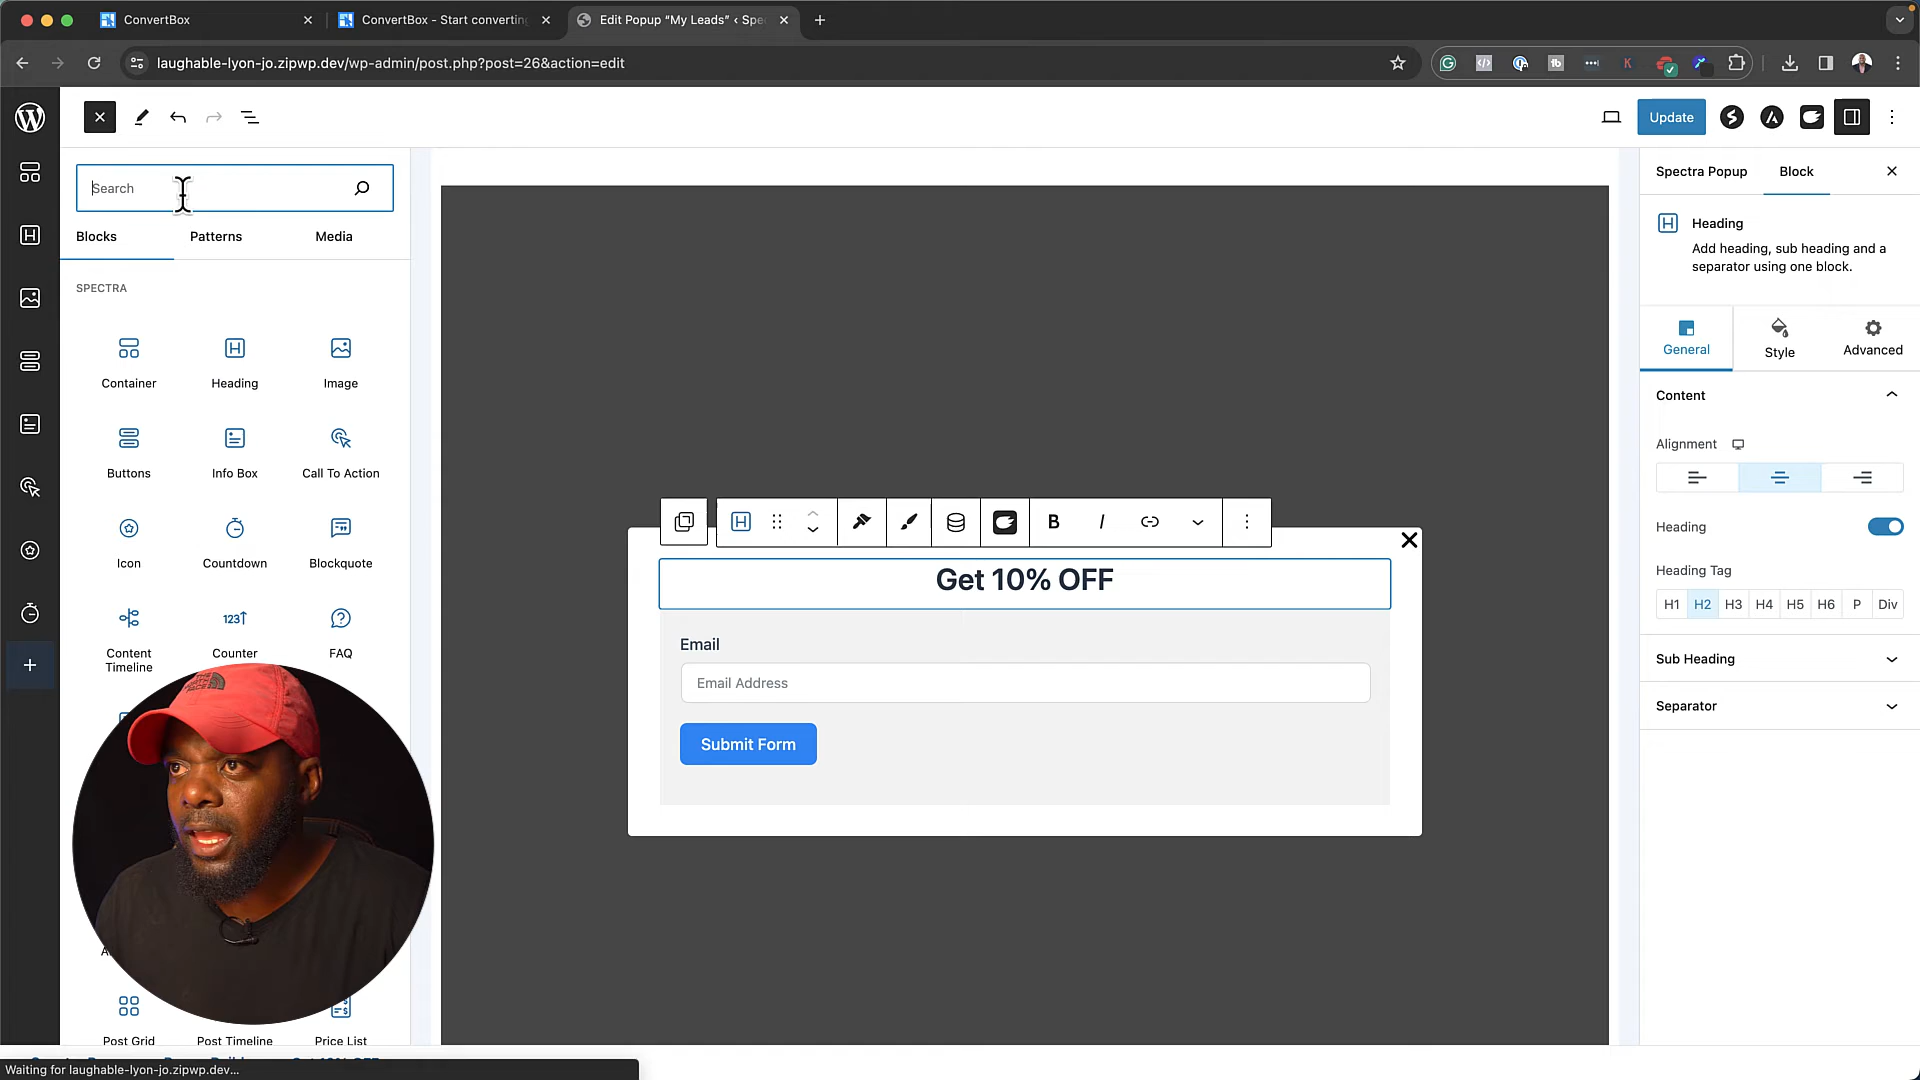 ConvertBox
ConvertBox - Start converting
Edit Popup “My Leads” ‹ Spe
laughable-lyon-jo.zipwp.dev/wp-admin/post.php?post=26&action=edit
Update
Search
Blocks
Patterns
Media
SPECTRA
Container
Heading
Image
Buttons
Info Box
Call To Action
Icon
Countdown
Blockquote
123↑
Content Timeline
Counter
FAQ
Post Grid
Post Timeline
Price List
Get 10% OFF
Email
Email Address
Submit Form
Spectra Popup
Block
Heading
Add heading, sub heading and a
separator using one block.
General
Style
Advanced
Content
Alignment
Heading
Heading Tag
H1 H2 H3 H4 H5 H6 P Div
Sub Heading
Separator
Waiting for laughable-lyon-jo.zipwp.dev...